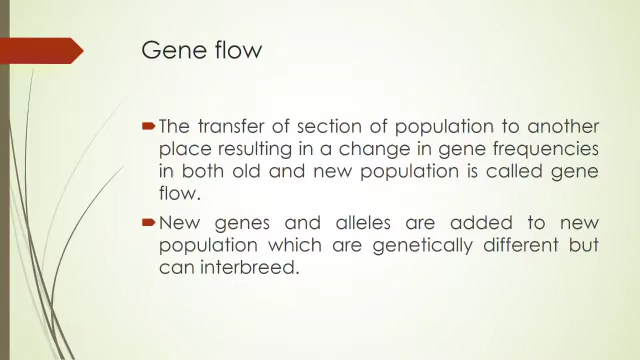 Gene flow
The transfer of section of population to another
place resulting in a change in gene frequencies
in both old and new population is called gene
flow.
New genes and alleles are added to new
population which are genetically different but
can interbreed.